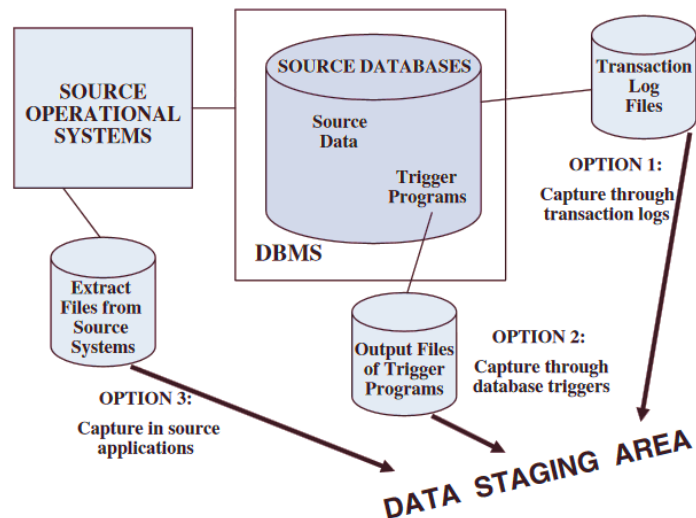 SOURCE
OPERATIONAL
SYSTEMS
SOURCE DATABASES
Source
Data
Trigger
Programs
DBMS
Transaction
Log
Files
OPTION 1:
Capture through
transaction logs
Extract
Files from
Source
Systems
Output Files
of Trigger
Programs
OPTION 2:
Capture through
database triggers
OPTION 3:
Capture in source
applications
DATA STAGING AREA